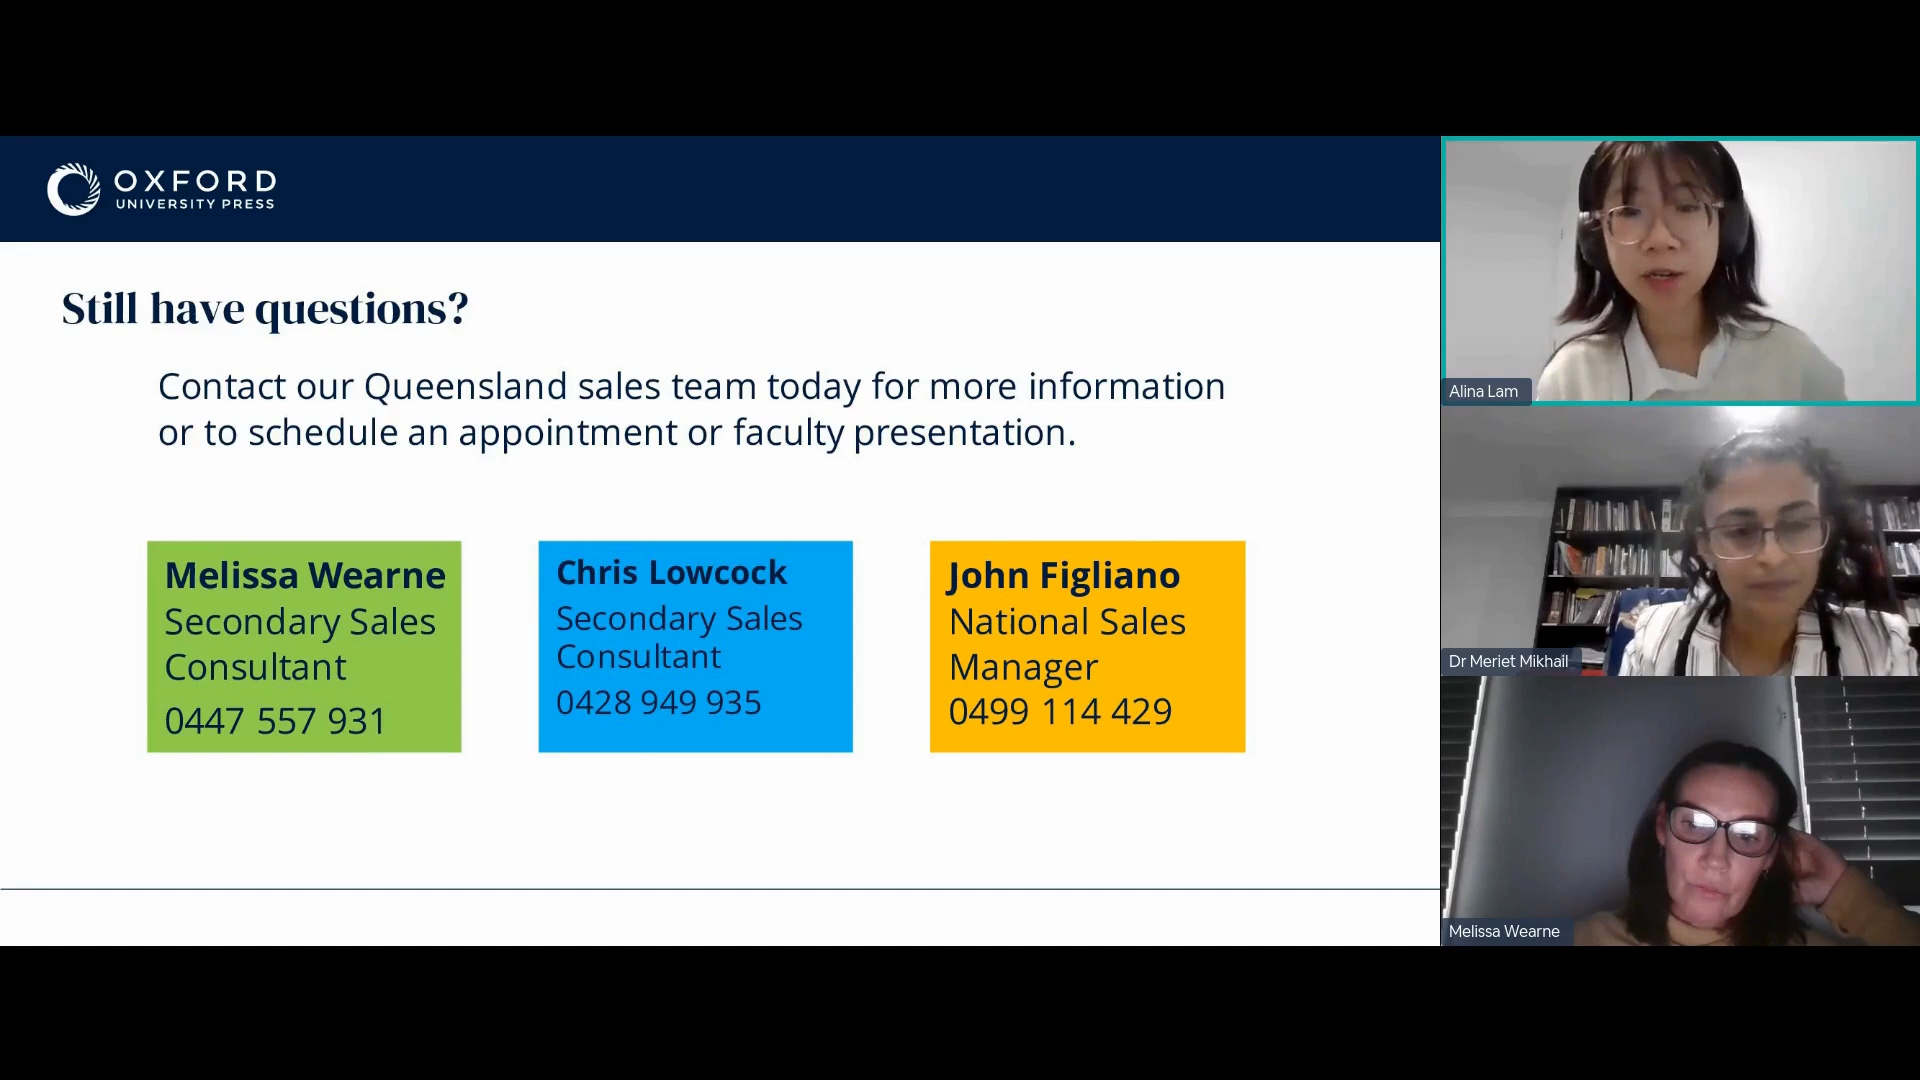 OXFORD
UNIVERSITY PRESS
Still have questions?
Contact our Queensland sales team today for more information
or to schedule an appointment or faculty presentation.
Melissa Wearne
Secondary Sales
Consultant
0447 557 931
Chris Lowcock
Secondary Sales
Consultant
0428 949 935
John Figliano
National Sales
Manager
0499 114 429
Alina Lam
Dr Meriet Mikhail
Melissa Wearne